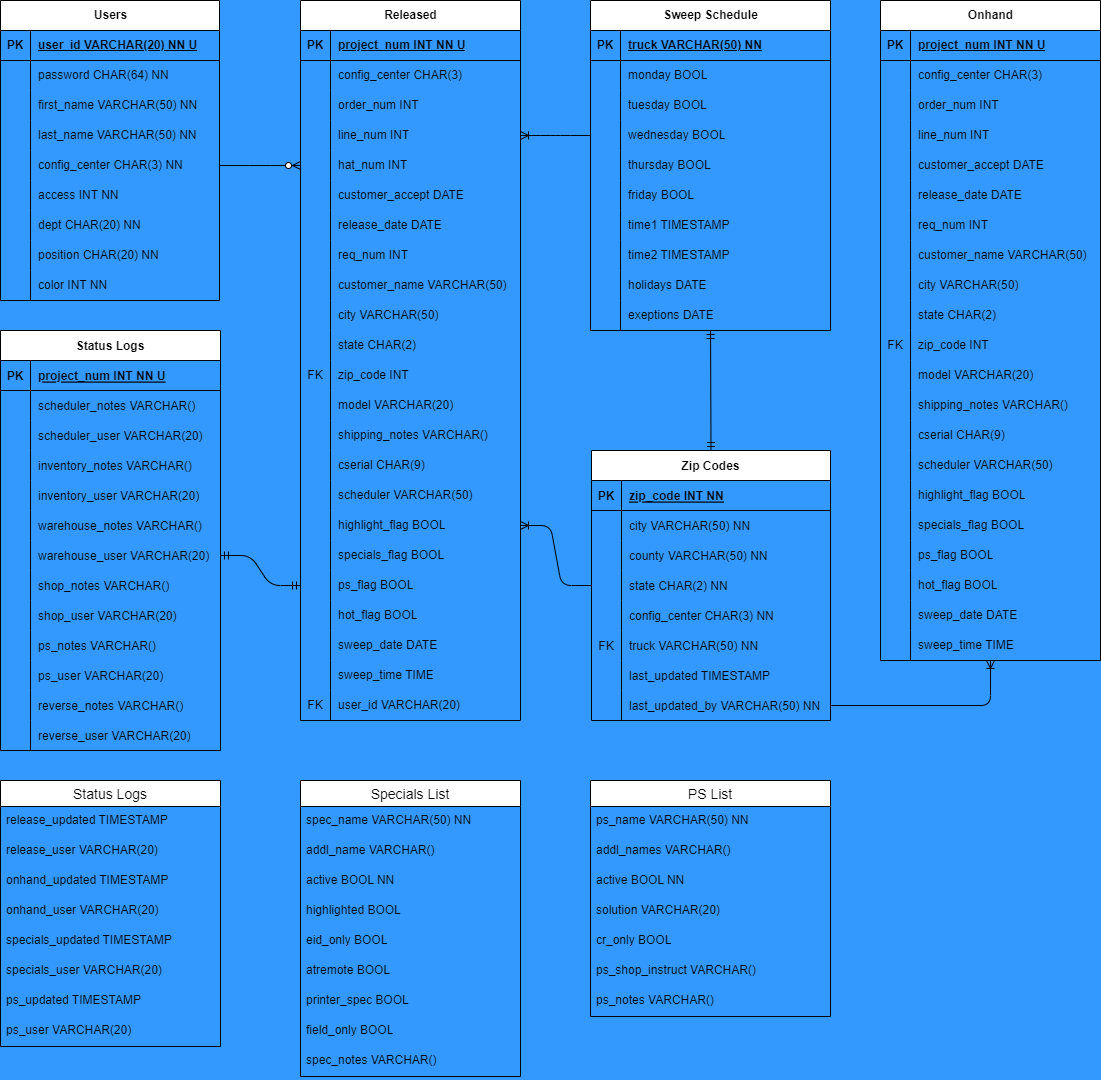 Users
PK user_id VARCHAR(20) NN U
password CHAR(64) NN
first_name VARCHAR(50) NN
last_name VARCHAR(50) NN
config_center CHAR(3) NN
access INT NN
dept CHAR(20) NN
position CHAR(20) NN
color INT NN
Status Logs
PK project_num INT NN U
scheduler_notes VARCHAR()
scheduler_user VARCHAR(20)
inventory_notes VARCHAR()
inventory_user VARCHAR(20)
warehouse_notes VARCHAR()
warehouse_user VARCHAR(20)
shop_notes VARCHAR()
shop_user VARCHAR(20)
ps_notes VARCHAR()
ps_user VARCHAR(20)
reverse_notes VARCHAR()
reverse_user VARCHAR(20)
Released
PK project_num INT NN U
config_center CHAR(3)
order_num INT
line_num INT
hat_num INT
customer_accept DATE
release_date DATE
req_num INT
customer_name VARCHAR(50)
city VARCHAR(50)
state CHAR(2)
FK zip_code INT
model VARCHAR(20)
shipping_notes VARCHAR()
cserial CHAR(9)
scheduler VARCHAR(50)
highlight_flag BOOL
specials_flag BOOL
ps_flag BOOL
hot_flag BOOL
sweep_date DATE
sweep_time TIME
FK user_id VARCHAR(20)
Sweep Schedule
PK truck VARCHAR(50) NN
monday BOOL
tuesday BOOL
wednesday BOOL
thursday BOOL
friday BOOL
time1 TIMESTAMP
time2 TIMESTAMP
holidays DATE
exeptions DATE
Zip Codes
PK zip_code INT NN
city VARCHAR(50) NN
county VARCHAR(50) NN
state CHAR(2) NN
config_center CHAR(3) NN
FK truck VARCHAR(50) NN
last_updated TIMESTAMP
last_updated_by VARCHAR(50) NN
Onhand
PK project_num INT NN U
config_center CHAR(3)
order_num INT
line_num INT
customer_accept DATE
release_date DATE
req_num INT
customer_name VARCHAR(50)
city VARCHAR(50)
state CHAR(2)
FK zip_code INT
model VARCHAR(20)
shipping_notes VARCHAR()
cserial CHAR(9)
scheduler VARCHAR(50)
highlight_flag BOOL
specials_flag BOOL
ps_flag BOOL
hot_flag BOOL
sweep_date DATE
sweep_time TIME
Status Logs
release_updated TIMESTAMP
release_user VARCHAR(20)
onhand_updated TIMESTAMP
onhand_user VARCHAR(20)
specials_updated TIMESTAMP
specials_user VARCHAR(20)
ps_updated TIMESTAMP
ps_user VARCHAR(20)
Specials List
spec_name VARCHAR(50) NN
addl_name VARCHAR()
active BOOL NN
highlighted BOOL
eid_only BOOL
atremote BOOL
printer_spec BOOL
field_only BOOL
spec_notes VARCHAR()
PS List
ps_name VARCHAR(50) NN
addl_names VARCHAR()
active BOOL NN
solution VARCHAR(20)
cr_only BOOL
ps_shop_instruct VARCHAR()
ps_notes VARCHAR()